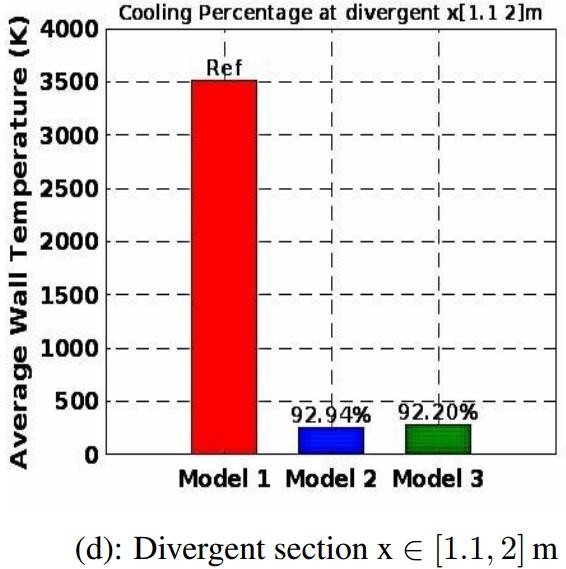 Cooling Percentage at divergent x[1.1 2]m
Average Wall Temperature (K)
4000
3500
3000
2500
2000
1500
1000
500
0
Ref
92.94%
92.20%
Model 1 Model 2 Model 3
(d): Divergent section x ∈ [1.1, 2] m